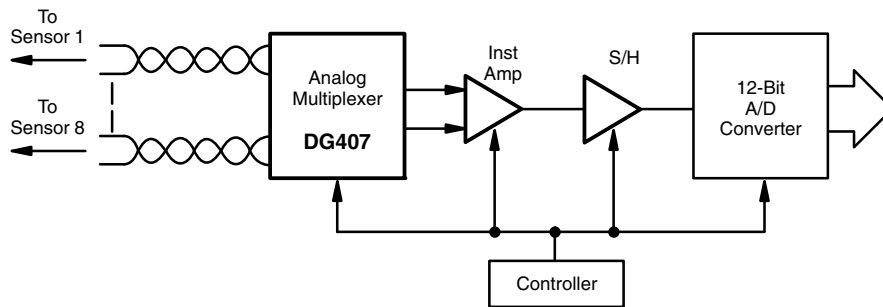 To
Sensor 1
To
Sensor 8
Analog
Multiplexer
DG407
Inst
Amp
S/H
12-Bit
A/D
Converter
Controller